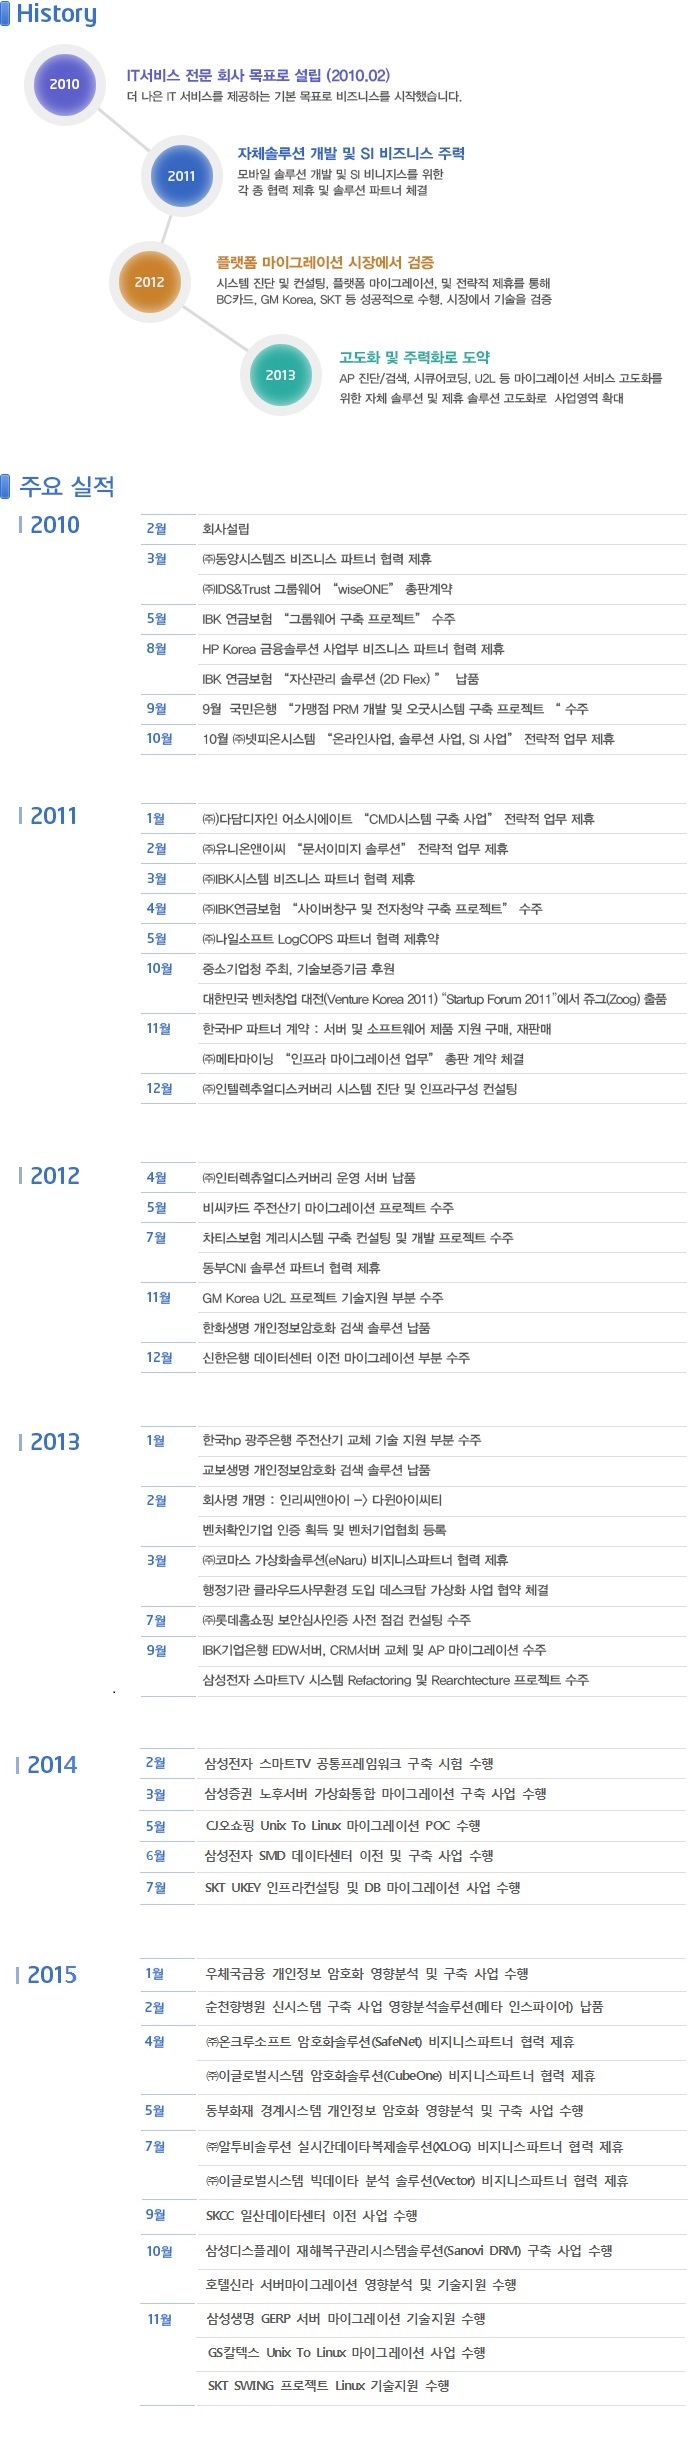 History
2010
IT서비스 전문 회사 목표로 설립 (2010.02)
더 나은 IT 서비스를 제공하는 기본 목표로 비즈니스를 시작했습니다.
2011
자체솔루션 개발 및 SI 비즈니스 주력
모바일 솔루션 개발 및 SI 비니지스를 위한
각 종 협력 제휴 및 솔루션 파트너 체결
2012
플랫폼 마이그레이션 시장에서 검증
시스템 진단 및 컨설팅, 플랫폼 마이그레이션, 및 전략적 제휴를 통해
BC카드, GM Korea, SKT 등 성공적으로 수행, 시장에서 기술을 검증
2013
고도화 및 주력화로 도약
AP 진단/검색, 시큐어코딩, U2L 등 마이그레이션 서비스 고도화를
위한 자체 솔루션 및 제휴 솔루션 고도화로 사업영역 확대
주요 실적
2010
2월 회사설립
3월 ㈜동양시스템즈 비즈니스 파트너 협력 제휴
㈜IDS&Trust 그룹웨어 “wiseONE” 총판계약
5월 IBK 연금보험 “그룹웨어 구축 프로젝트” 수주
8월 HP Korea 금융솔루션 사업부 비즈니스 파트너 협력 제휴
IBK 연금보험 “자산관리 솔루션 (2D Flex) ” 납품
9월 9월 국민은행 “가맹점 PRM 개발 및 오굿시스템 구축 프로젝트 “ 수주
10월 10월 ㈜넷피온시스템 “온라인사업, 솔루션 사업, SI 사업” 전략적 업무 제휴
2011
1월 ㈜)다담디자인 어소시에이트 “CMD시스템 구축 사업” 전략적 업무 제휴
2월 ㈜유니온앤이씨 “문서이미지 솔루션” 전략적 업무 제휴
3월 ㈜IBK시스템 비즈니스 파트너 협력 제휴
4월 ㈜IBK연금보험 “사이버창구 및 전자청약 구축 프로젝트” 수주
5월 ㈜나일소프트 LogCOPS 파트너 협력 제휴약
10월 중소기업청 주최, 기술보증기금 후원
대한민국 벤처창업 대전(Venture Korea 2011) “Startup Forum 2011”에서 쥬그(Zoog) 출품
11월 한국HP 파트너 계약 : 서버 및 소프트웨어 제품 지원 구매, 재판매
㈜메타마이닝 “인프라 마이그레이션 업무” 총판 계약 체결
12월 ㈜인텔렉추얼디스커버리 시스템 진단 및 인프라구성 컨설팅
2012
4월 ㈜인터렉츄얼디스커버리 운영 서버 납품
5월 비씨카드 주전산기 마이그레이션 프로젝트 수주
7월 차티스보험 계리시스템 구축 컨설팅 및 개발 프로젝트 수주
동부CNI 솔루션 파트너 협력 제휴
11월 GM Korea U2L 프로젝트 기술지원 부분 수주
한화생명 개인정보암호화 검색 솔루션 납품
12월 신한은행 데이터센터 이전 마이그레이션 부분 수주
2013
1월 한국hp 광주은행 주전산기 교체 기술 지원 부분 수주
교보생명 개인정보암호화 검색 솔루션 납품
2월 회사명 개명 : 인리씨앤아이 -> 다윈아이씨티
벤처확인기업 인증 획득 및 벤처기업협회 등록
3월 ㈜코마스 가상화솔루션(eNaru) 비지니스파트너 협력 제휴
행정기관 클라우드사무환경 도입 데스크탑 가상화 사업 협약 체결
7월 ㈜롯데홈쇼핑 보안심사인증 사전 점검 컨설팅 수주
9월 IBK기업은행 EDW서버, CRM서버 교체 및 AP 마이그레이션 수주
삼성전자 스마트TV 시스템 Refactoring 및 Rearchtecture 프로젝트 수주
2014
2월 삼성전자 스마트TV 공통프레임워크 구축 시험 수행
3월 삼성증권 노후서버 가상화통합 마이그레이션 구축 사업 수행
5월 CJ오쇼핑 Unix To Linux 마이그레이션 POC 수행
6월 삼성전자 SMD 데이타센터 이전 및 구축 사업 수행
7월 SKT UKEY 인프라컨설팅 및 DB 마이그레이션 사업 수행
2015
1월 우체국금융 개인정보 암호화 영향분석 및 구축 사업 수행
2월 순천향병원 신시스템 구축 사업 영향분석솔루션(메타 인스파이어) 납품
4월 ㈜온크루소프트 암호화솔루션(SafeNet) 비지니스파트너 협력 제휴
㈜이글로벌시스템 암호화솔루션(CubeOne) 비지니스파트너 협력 제휴
5월 동부화재 경계시스템 개인정보 암호화 영향분석 및 구축 사업 수행
7월 ㈜알투비솔루션 실시간데이타복제솔루션(XLOG) 비지니스파트너 협력 제휴
㈜이글로벌시스템 빅데이타 분석 솔루션(Vector) 비지니스파트너 협력 제휴
9월 SKCC 일산데이타센터 이전 사업 수행
10월 삼성디스플레이 재해복구관리시스템솔루션(Sanovi DRM) 구축 사업 수행
호텔신라 서버마이그레이션 영향분석 및 기술지원 수행
11월 삼성생명 GERP 서버 마이그레이션 기술지원 수행
GS칼텍스 Unix To Linux 마이그레이션 사업 수행
SKT SWING 프로젝트 Linux 기술지원 수행